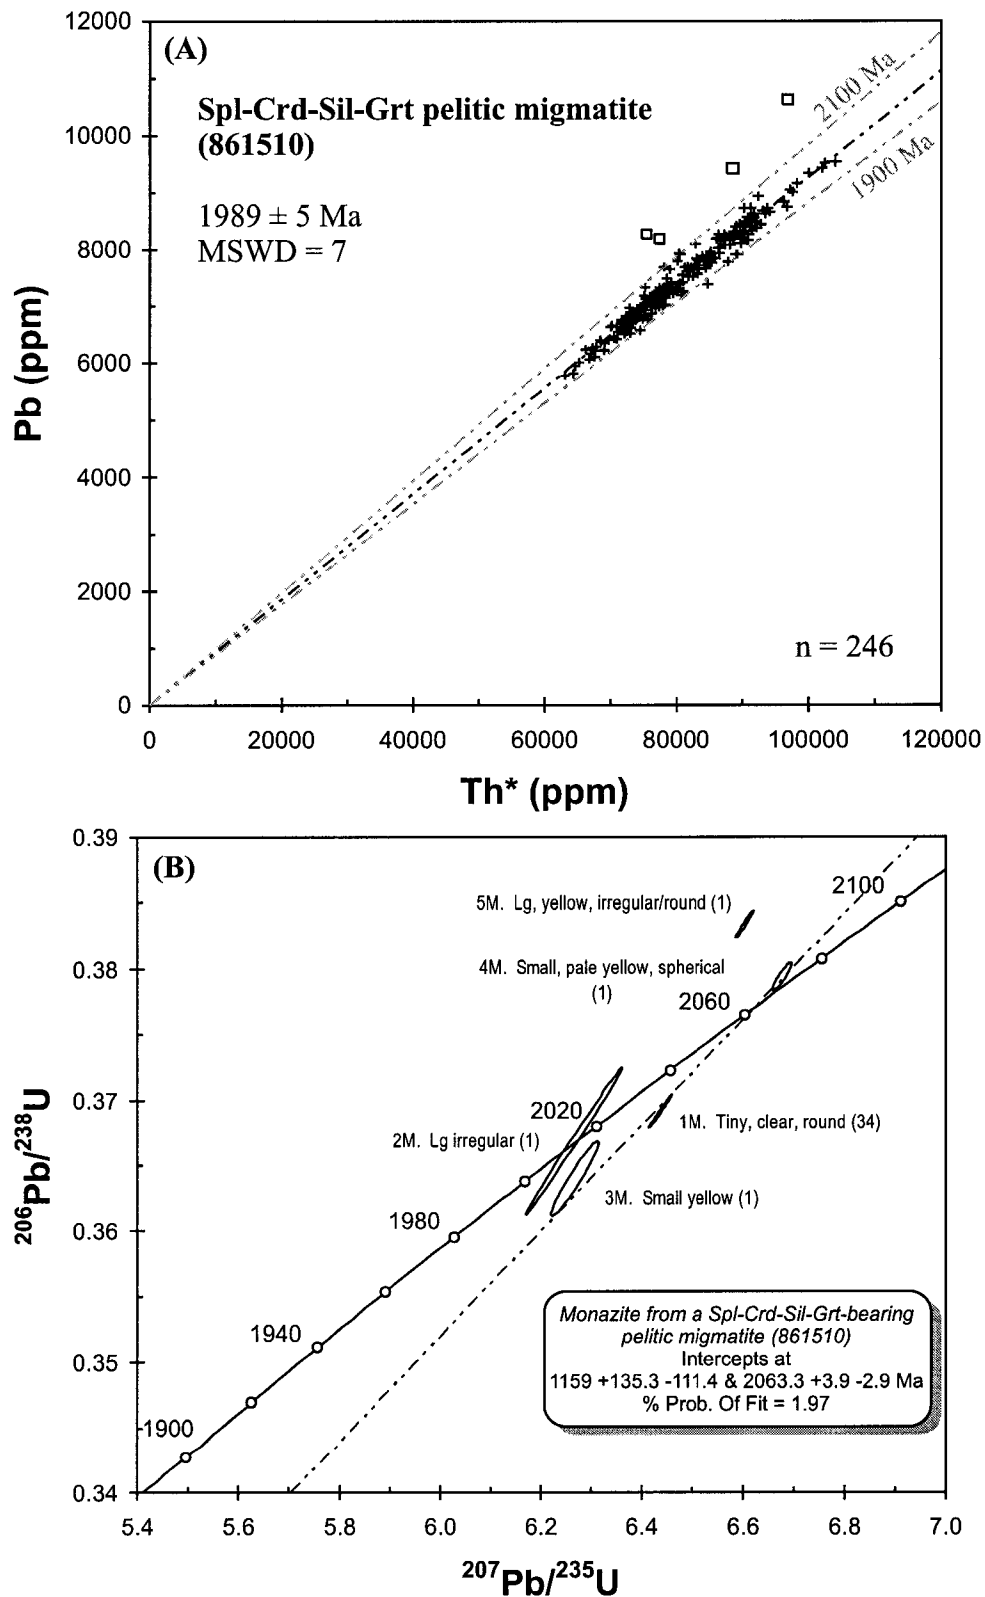 12000
(A)
Spl-Crd-Sil-Grt pelitic migmatite
(861510)
1989 ± 5 Ma
MSWD = 7
2100 Ma
1900 Ma
10000
8000
6000
4000
2000
0
Pb (ppm)
n = 246
0 20000 40000 60000 80000 100000 120000
Th* (ppm)
0.39
(B)
2100
5M. Lg, yellow, irregular/round (1)
4M. Small, pale yellow, spherical
(1)
0.38
2060
0.37
2020
2M. Lg irregular (1)
1M. Tiny, clear, round (34)
3M. Small yellow (1)
1980
0.36
206Pb/238U
1940
0.35
1900
0.34
Monazite from a Spl-Crd-Sil-Grt-bearing
pelitic migmatite (861510)
Intercepts at
1159 +135.3 -111.4 & 2063.3 +3.9 -2.9 Ma
% Prob. Of Fit = 1.97
5.4 5.6 5.8 6.0 6.2 6.4 6.6 6.8 7.0
207Pb/235U